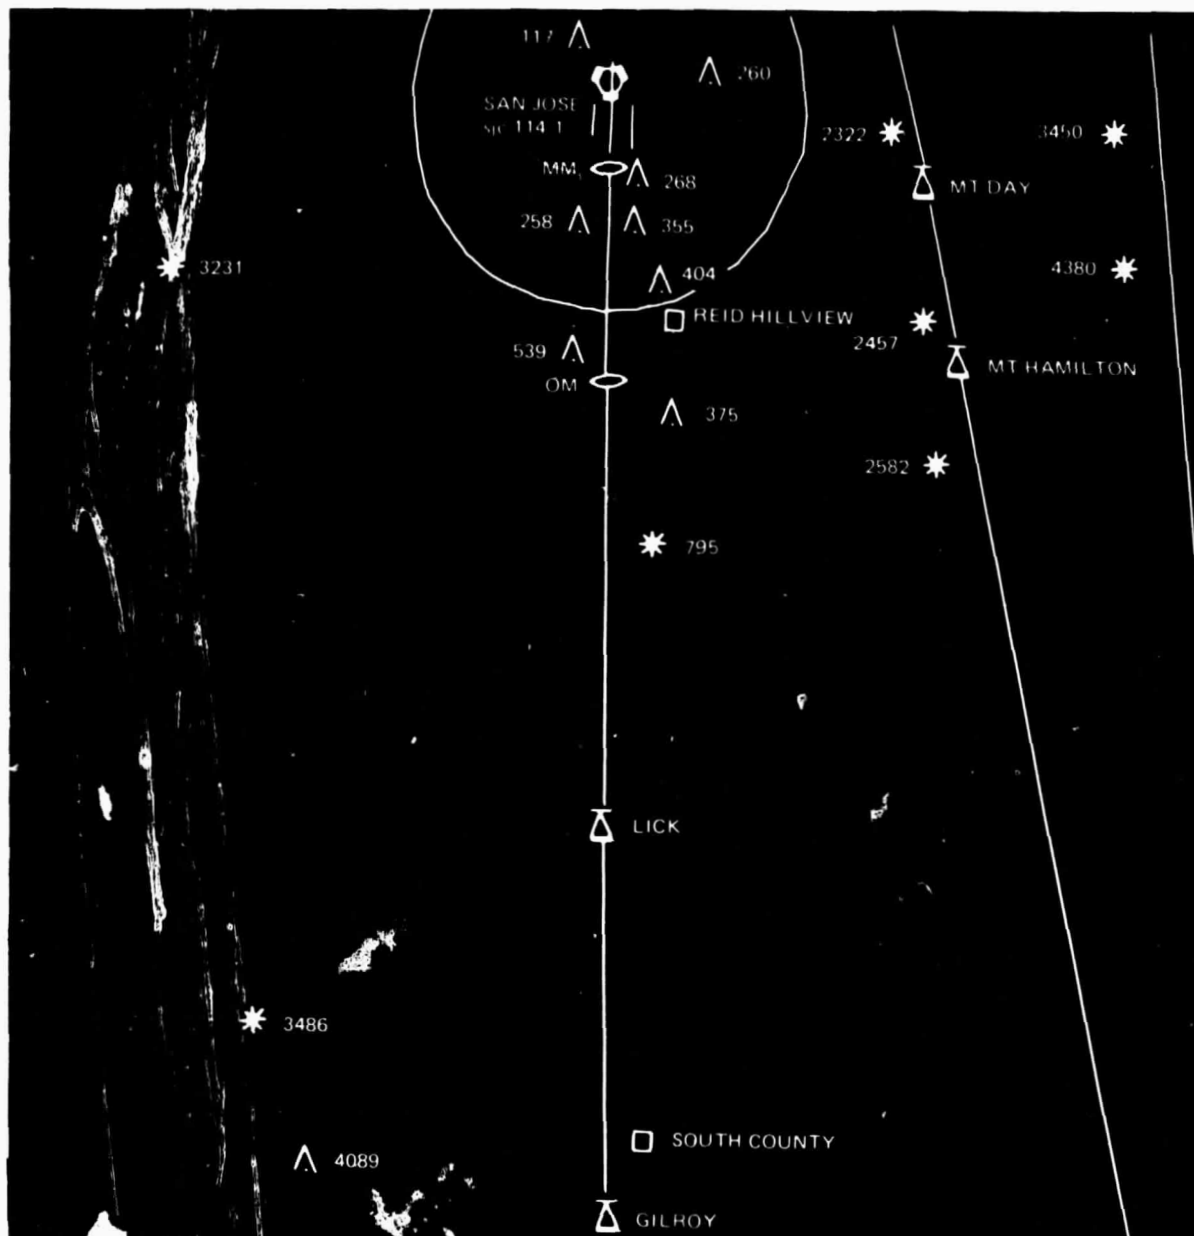 117
260
SAN JOSE
sjc 114.1
2322
3450
MM
268
MT DAY
258
355
3231
404
4380
REID HILLVIEW
539
2457
OM
MT HAMILTON
375
2582
795
LICK
3486
SOUTH COUNTY
4089
GILROY